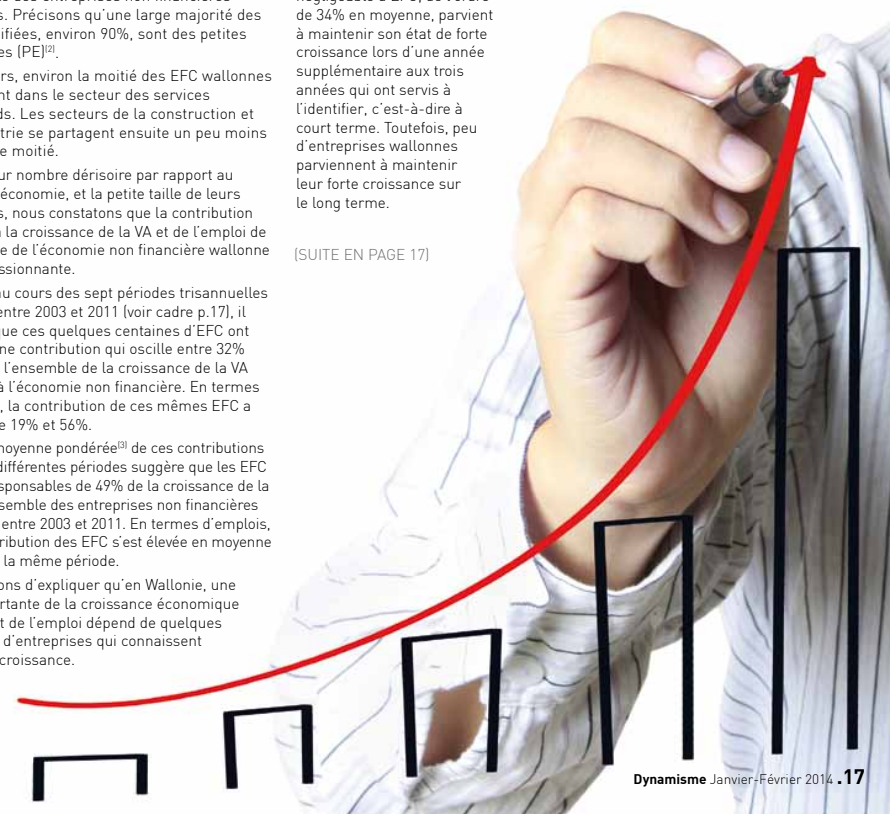 des entreprises non financières
s. Précisons qu'une large majorité des
ifiées, environ 90%, sont des petites
es (PE)[2].
rs, environ la moitié des EFC wallonnes
nt dans le secteur des services
ds. Les secteurs de la construction et
trie se partagent ensuite un peu moins
e moitié.
ur nombre dérisoire par rapport au
économie, et la petite taille de leurs
s, nous constatons que la contribution
à la croissance de la VA et de l'emploi de
e de l'économie non financière wallonne
ssionnante.
au cours des sept périodes trisannuelles
entre 2003 et 2011 (voir cadre p.17), il
que ces quelques centaines d'EFC ont
ne contribution qui oscille entre 32%
l'ensemble de la croissance de la VA
à l'économie non financière. En termes
, la contribution de ces mêmes EFC a
e 19% et 56%.
moyenne pondérée[3] de ces contributions
différentes périodes suggère que les EFC
sponsables de 49% de la croissance de la
semble des entreprises non financières
entre 2003 et 2011. En termes d'emplois,
ribution des EFC s'est élevée en moyenne
la même période.
ons d'expliquer qu'en Wallonie, une
rtante de la croissance économique
t de l'emploi dépend de quelques
d'entreprises qui connaissent
croissance.
de 34% en moyenne, parvient
à maintenir son état de forte
croissance lors d'une année
supplémentaire aux trois
années qui ont servis à
l'identifier, c'est-à-dire à
court terme. Toutefois, peu
d'entreprises wallonnes
parviennent à maintenir
leur forte croissance sur
le long terme.
(SUITE EN PAGE 17)
Dynamisme Janvier-Février 2014 .17